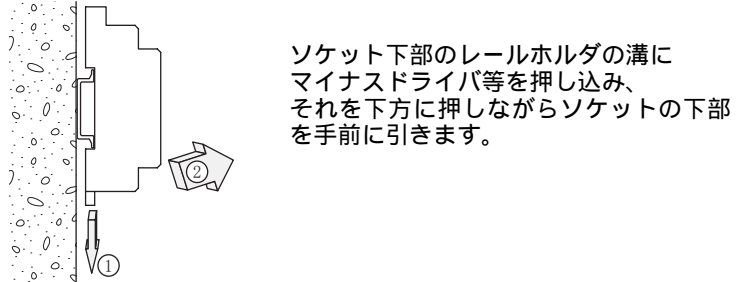 ソケット下部のレールホルダの溝に
マイナスドライバ等を押し込み、
それを下方に押しながらソケットの下部
を手前に引きます。
②
①